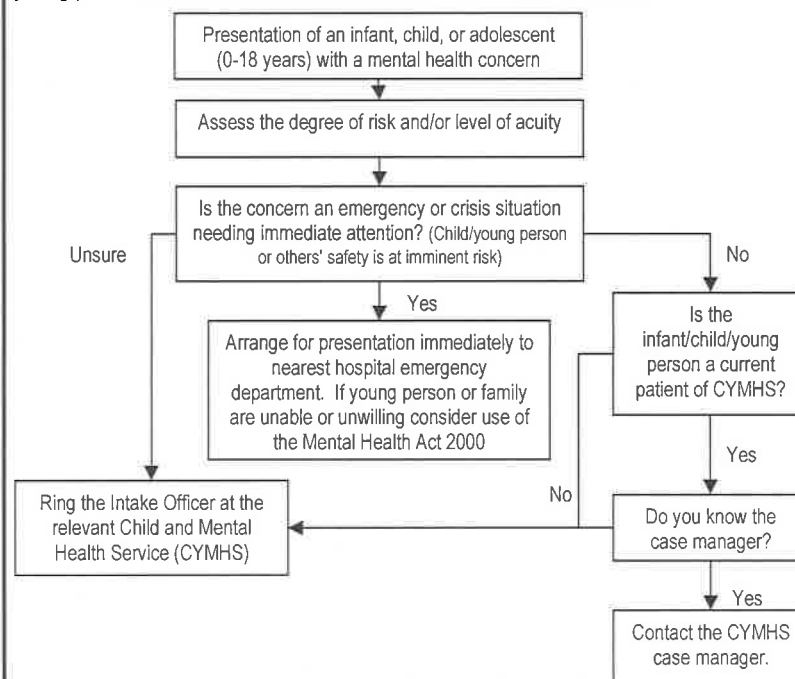 Presentation of an infant, child, or adolescent
(0-18 years) with a mental health concern
Assess the degree of risk and/or level of acuity
Is the concern an emergency or crisis situation
needing immediate attention? (Child/young person
or others' safety is at imminent risk)
Unsure
No
Yes
Arrange for presentation immediately to
nearest hospital emergency
department. If young person or family
are unable or unwilling consider use of
the Mental Health Act 2000
Is the
infant/child/young
person a current
patient of CYMHS?
Yes
No
Ring the Intake Officer at the
relevant Child and Mental
Health Service (CYMHS)
Do you know the
case manager?
Yes
Contact the CYMHS
case manager.